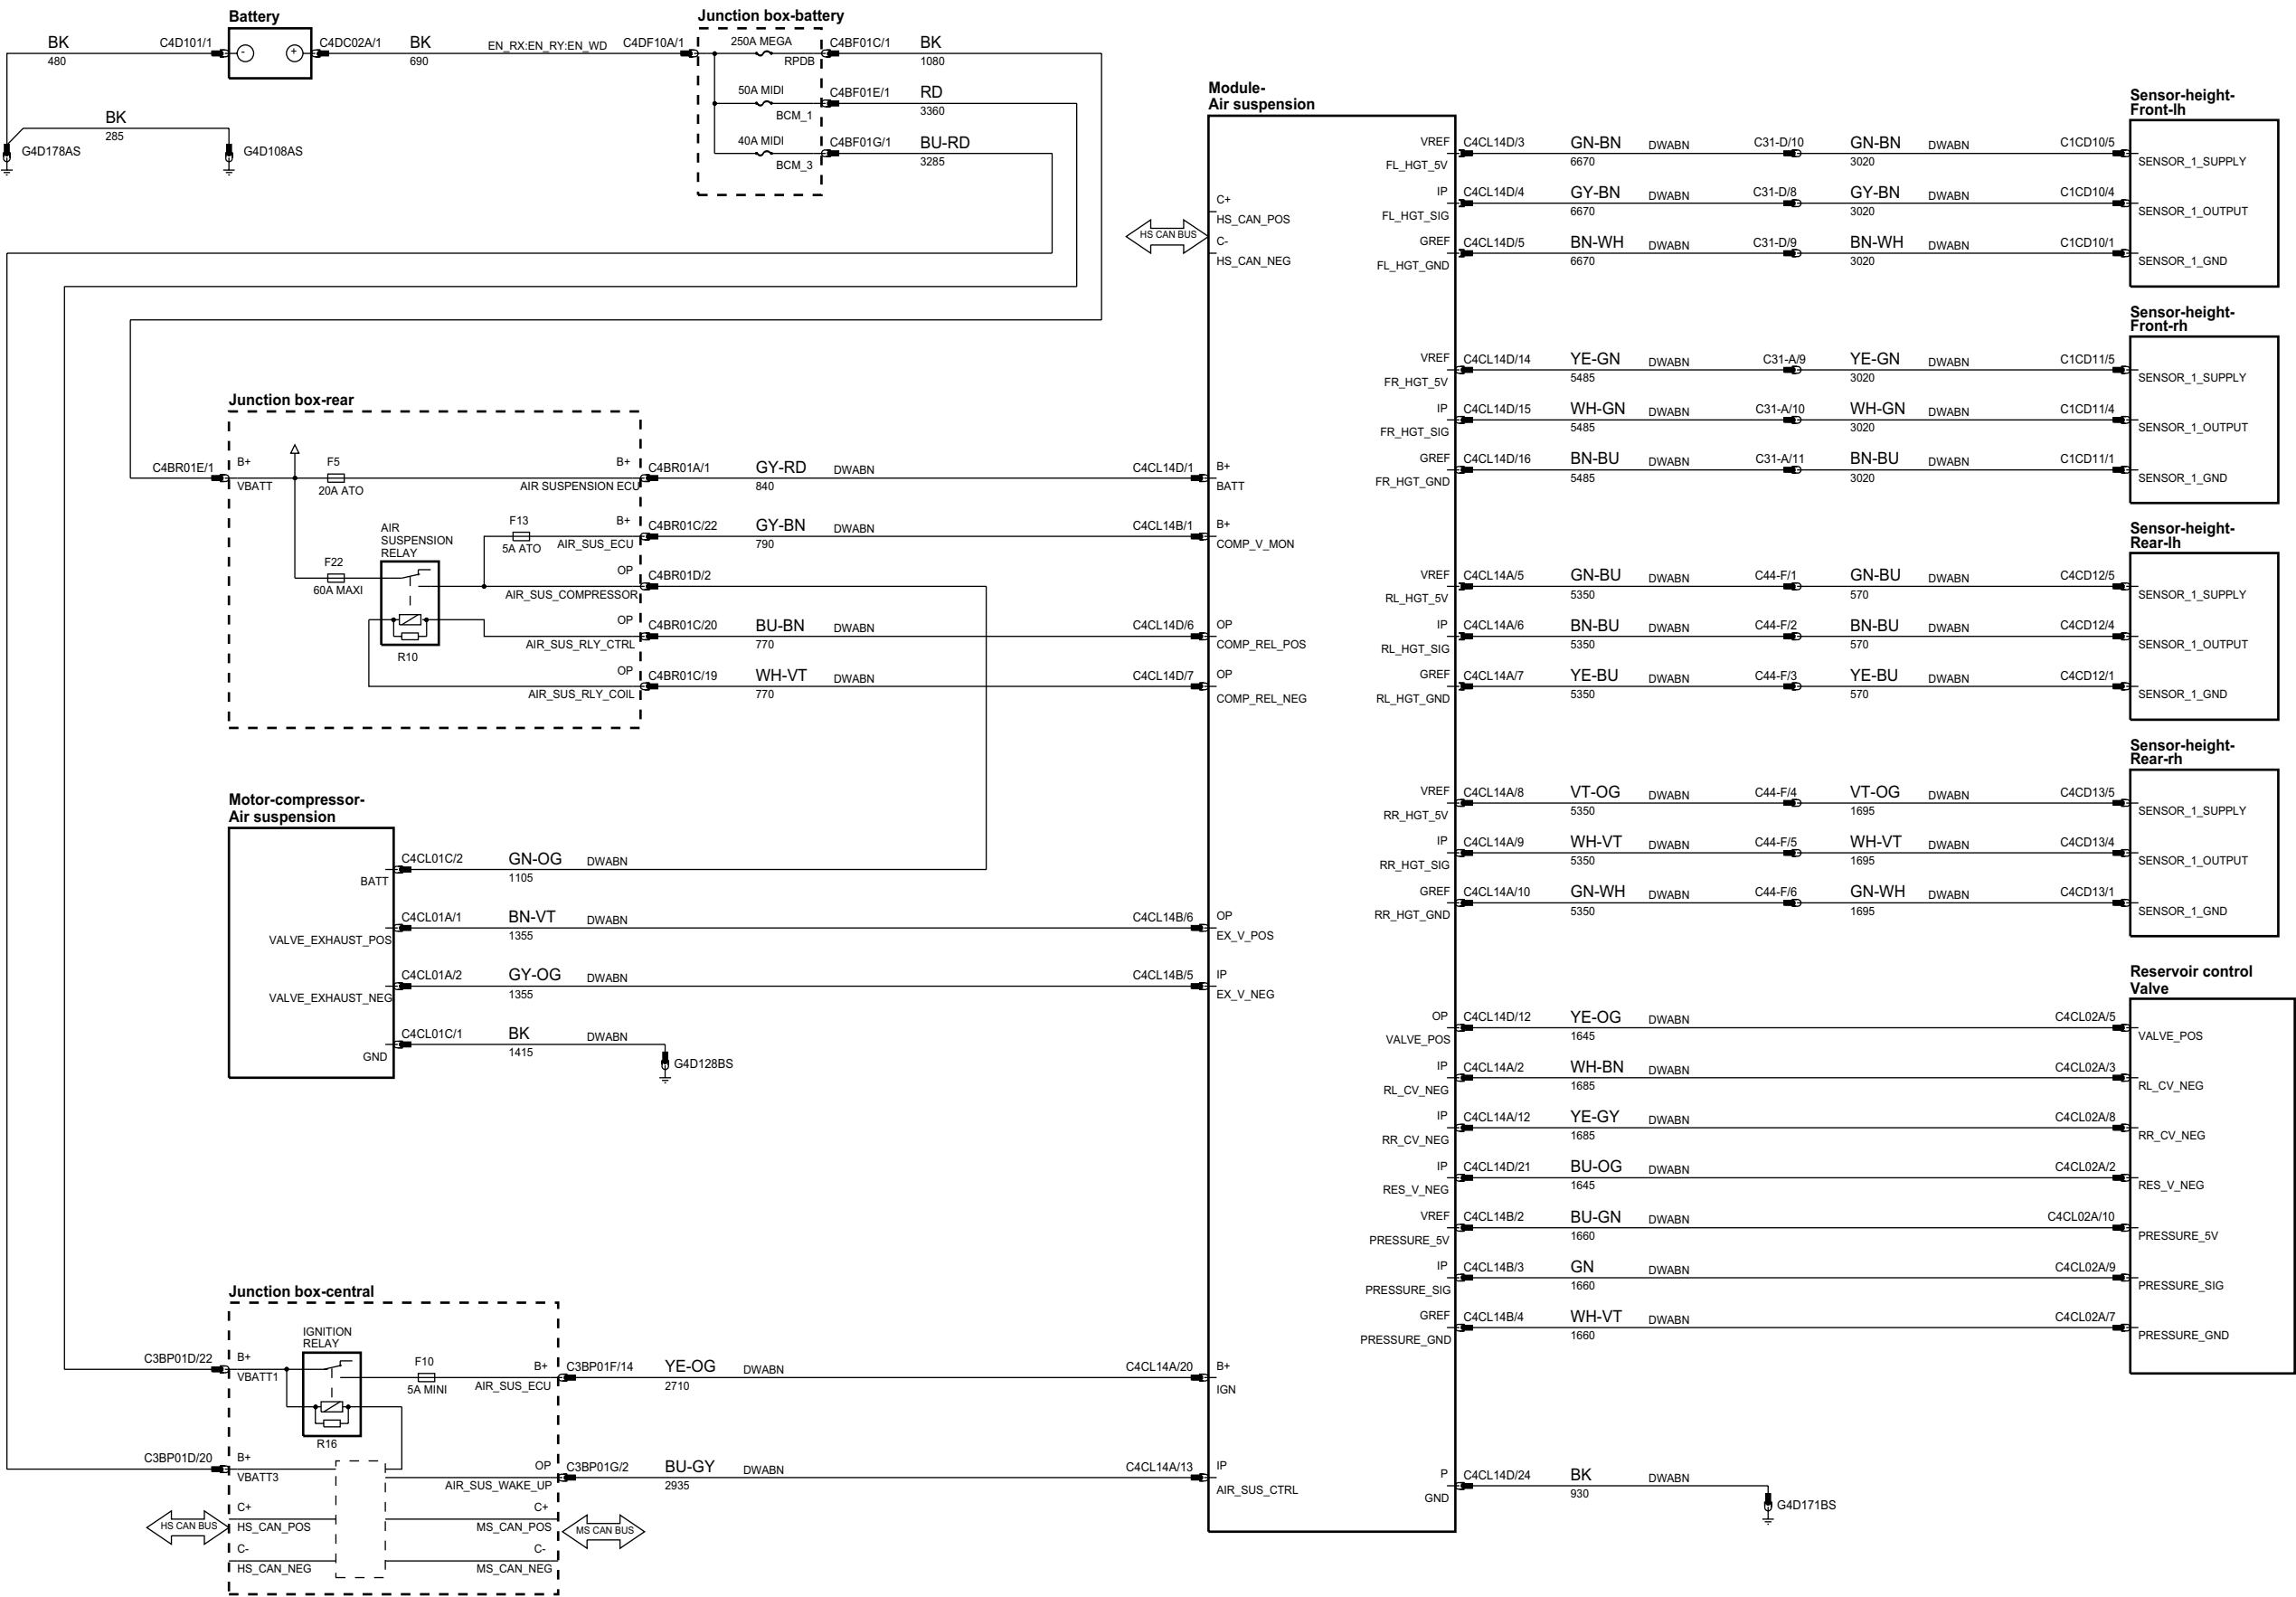 Battery
BK
480
C4D101/1
-
+
C4DC02A/1
BK
690
EN_RX:EN_RY:EN_WD
C4DF10A/1
BK
285
G4D178AS
G4D108AS
Junction box-battery
250A MEGA
RPDB
C4BF01C/1
BK
1080
50A MIDI
BCM_1
C4BF01E/1
RD
3360
40A MIDI
BCM_3
C4BF01G/1
BU-RD
3285
Junction box-rear
C4BR01E/1
B+
VBATT
F5
20A ATO
B+
AIR SUSPENSION ECU
C4BR01A/1
GY-RD
840
DWABN
C4CL14D/1
AIR
SUSPENSION
RELAY
F13
5A ATO
B+
AIR_SUS_ECU
C4BR01C/22
GY-BN
790
DWABN
C4CL14B/1
F22
60A MAXI
OP
AIR_SUS_COMPRESSOR
C4BR01D/2
R10
OP
AIR_SUS_RLY_CTRL
C4BR01C/20
BU-BN
770
DWABN
C4CL14D/6
OP
AIR_SUS_RLY_COIL
C4BR01C/19
WH-VT
770
DWABN
C4CL14D/7
Motor-compressor-
Air suspension
BATT
C4CL01C/2
GN-OG
1105
DWABN
VALVE_EXHAUST_POS
C4CL01A/1
BN-VT
1355
DWABN
C4CL14B/6
VALVE_EXHAUST_NEG
C4CL01A/2
GY-OG
1355
DWABN
C4CL14B/5
GND
C4CL01C/1
BK
1415
DWABN
G4D128BS
Junction box-central
IGNITION
RELAY
C3BP01D/22
B+
VBATT1
F10
5A MINI
B+
AIR_SUS_ECU
C3BP01F/14
YE-OG
2710
DWABN
C4CL14A/20
R16
C3BP01D/20
B+
VBATT3
OP
AIR_SUS_WAKE_UP
C3BP01G/2
BU-GY
2935
DWABN
C4CL14A/13
HS CAN BUS
C+
HS_CAN_POS
C-
HS_CAN_NEG
C+
MS_CAN_POS
C-
MS_CAN_NEG
MS CAN BUS
Module-
Air suspension
HS CAN BUS
C+
HS_CAN_POS
C-
HS_CAN_NEG
B+
BATT
B+
COMP_V_MON
OP
COMP_REL_POS
OP
COMP_REL_NEG
OP
EX_V_POS
IP
EX_V_NEG
B+
IGN
IP
AIR_SUS_CTRL
VREF
FL_HGT_5V
C4CL14D/3
GN-BN
6670
DWABN
C31-D/10
GN-BN
3020
DWABN
C1CD10/5
IP
FL_HGT_SIG
C4CL14D/4
GY-BN
6670
DWABN
C31-D/8
GY-BN
3020
DWABN
C1CD10/4
GREF
FL_HGT_GND
C4CL14D/5
BN-WH
6670
DWABN
C31-D/9
BN-WH
3020
DWABN
C1CD10/1
Sensor-height-
Front-lh
SENSOR_1_SUPPLY
SENSOR_1_OUTPUT
SENSOR_1_GND
VREF
FR_HGT_5V
C4CL14D/14
YE-GN
5485
DWABN
C31-A/9
YE-GN
3020
DWABN
C1CD11/5
IP
FR_HGT_SIG
C4CL14D/15
WH-GN
5485
DWABN
C31-A/10
WH-GN
3020
DWABN
C1CD11/4
GREF
FR_HGT_GND
C4CL14D/16
BN-BU
5485
DWABN
C31-A/11
BN-BU
3020
DWABN
C1CD11/1
Sensor-height-
Front-rh
SENSOR_1_SUPPLY
SENSOR_1_OUTPUT
SENSOR_1_GND
VREF
RL_HGT_5V
C4CL14A/5
GN-BU
5350
DWABN
C44-F/1
GN-BU
570
DWABN
C4CD12/5
IP
RL_HGT_SIG
C4CL14A/6
BN-BU
5350
DWABN
C44-F/2
BN-BU
570
DWABN
C4CD12/4
GREF
RL_HGT_GND
C4CL14A/7
YE-BU
5350
DWABN
C44-F/3
YE-BU
570
DWABN
C4CD12/1
Sensor-height-
Rear-lh
SENSOR_1_SUPPLY
SENSOR_1_OUTPUT
SENSOR_1_GND
VREF
RR_HGT_5V
C4CL14A/8
VT-OG
5350
DWABN
C44-F/4
VT-OG
1695
DWABN
C4CD13/5
IP
RR_HGT_SIG
C4CL14A/9
WH-VT
5350
DWABN
C44-F/5
WH-VT
1695
DWABN
C4CD13/4
GREF
RR_HGT_GND
C4CL14A/10
GN-WH
5350
DWABN
C44-F/6
GN-WH
1695
DWABN
C4CD13/1
Sensor-height-
Rear-rh
SENSOR_1_SUPPLY
SENSOR_1_OUTPUT
SENSOR_1_GND
Reservoir control
Valve
OP
VALVE_POS
C4CL14D/12
YE-OG
1645
DWABN
C4CL02A/5
VALVE_POS
IP
RL_CV_NEG
C4CL14A/2
WH-BN
1685
DWABN
C4CL02A/3
RL_CV_NEG
IP
RR_CV_NEG
C4CL14A/12
YE-GY
1685
DWABN
C4CL02A/8
RR_CV_NEG
IP
RES_V_NEG
C4CL14D/21
BU-OG
1645
DWABN
C4CL02A/2
RES_V_NEG
VREF
PRESSURE_5V
C4CL14B/2
BU-GN
1660
DWABN
C4CL02A/10
PRESSURE_5V
IP
PRESSURE_SIG
C4CL14B/3
GN
1660
DWABN
C4CL02A/9
PRESSURE_SIG
GREF
PRESSURE_GND
C4CL14B/4
WH-VT
1660
DWABN
C4CL02A/7
PRESSURE_GND
P
GND
C4CL14D/24
BK
930
DWABN
G4D171BS